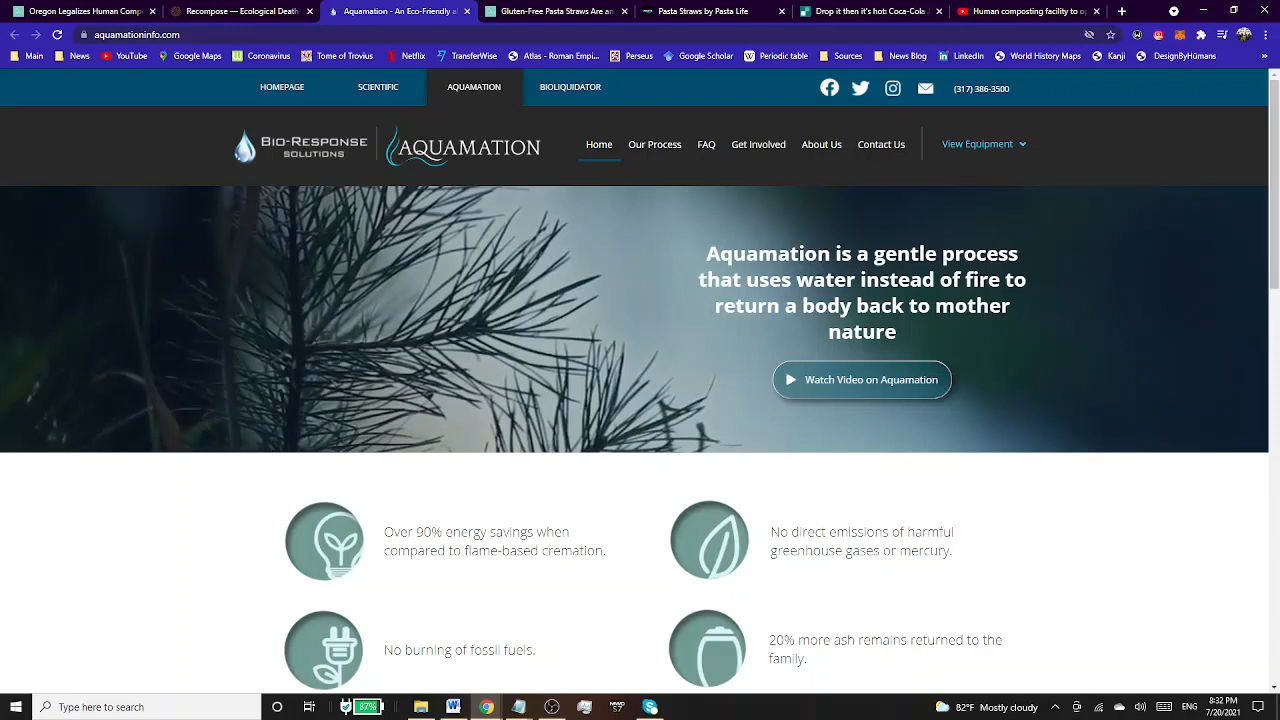 Oregon Legalizes Human Comp
Recompose — Ecological Death
Aquamation - An Eco-Friendly al
Gluten-Free Pasta Straws Are an
Pasta Straws by Pasta Life
Drop it then it's hot: Coca-Cola
Human composting facility to op
aquamationinfo.com
Main
News
YouTube
Google Maps
Coronavirus
Tome of Trovius
Netflix
TransferWise
Atlas - Roman Empi...
Perseus
Google Scholar
Periodic table
Sources
News Blog
LinkedIn
World History Maps
Kanji
DesignByHumans
HOMEPAGE
SCIENTIFIC
AQUAMATION
BIOLIQUIDATOR
(317) 386-3500
BIO-RESPONSE
SOLUTIONS
AQUAMATION
Home
Our Process
FAQ
Get Involved
About Us
Contact Us
View Equipment
Aquamation is a gentle process
that uses water instead of fire to
return a body back to mother
nature
Watch Video on Aquamation
Over 90% energy savings when
compared to flame-based cremation.
No direct emissions of harmful
greenhouse gases or mercury.
No burning of fossil fuels.
20% more ash remains returned to the
family.
Type here to search
87%
82°F Mostly cloudy
ENG
8:32 PM
7/20/2021